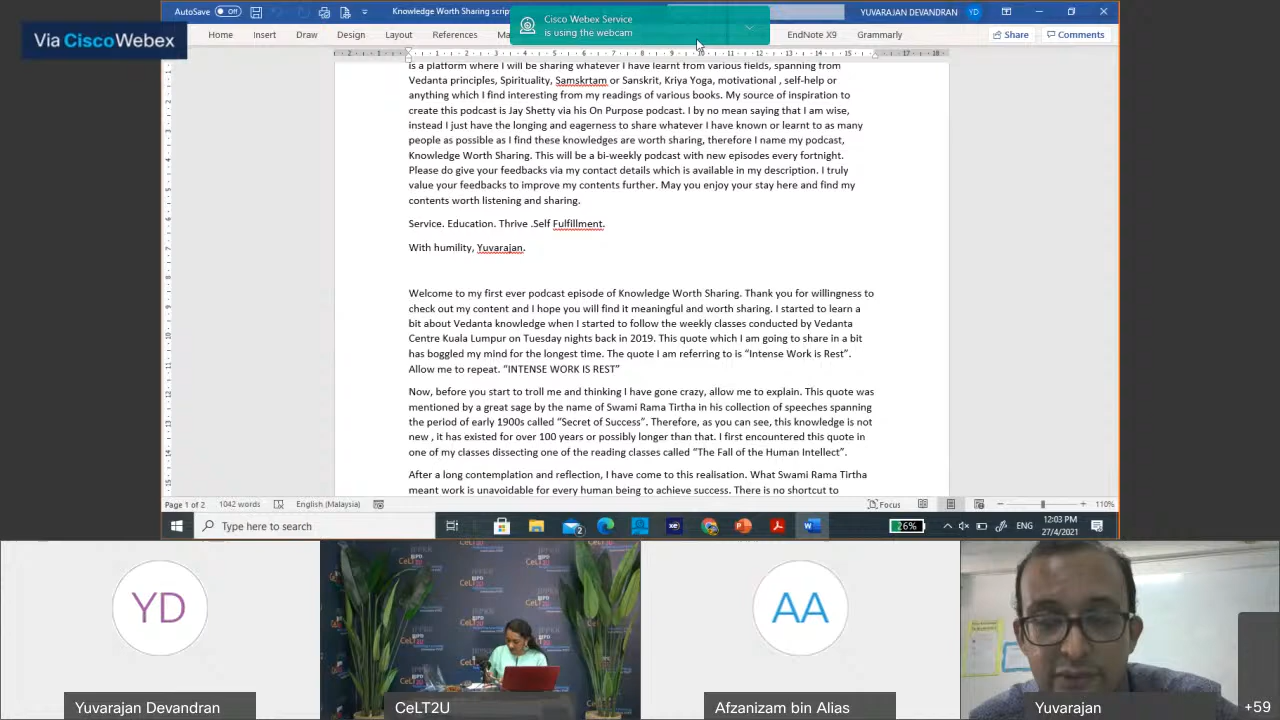 AutoSave Off
Knowledge Worth Sharing scrip
YUVARAJAN DEVANDRAN YD
Cisco Webex Service
is using the webcam
Via CiscoWebex
Home Insert Draw Design Layout References Ma EndNote X9 Grammarly Share Comments
is a platform where I will be sharing whatever I have learnt from various fields, spanning from
Vedanta principles, Spirituality, Samskrtam or Sanskrit, Kriya Yoga, motivational , self-help or
anything which I find interesting from my readings of various books. My source of inspiration to
create this podcast is Jay Shetty via his On Purpose podcast. I by no mean saying that I am wise,
instead I just have the longing and eagerness to share whatever I have known or learnt to as many
people as possible as I find these knowledges are worth sharing, therefore I name my podcast,
Knowledge Worth Sharing. This will be a bi-weekly podcast with new episodes every fortnight.
Please do give your feedbacks via my contact details which is available in my description. I truly
value your feedbacks to improve my contents further. May you enjoy your stay here and find my
contents worth listening and sharing.
Service. Education. Thrive .Self Fulfillment.
With humility, Yuvarajan.
Welcome to my first ever podcast episode of Knowledge Worth Sharing. Thank you for willingness to
check out my content and I hope you will find it meaningful and worth sharing. I started to learn a
bit about Vedanta knowledge when I started to follow the weekly classes conducted by Vedanta
Centre Kuala Lumpur on Tuesday nights back in 2019. This quote which I am going to share in a bit
has boggled my mind for the longest time. The quote I am referring to is “Intense Work is Rest”.
Allow me to repeat. “INTENSE WORK IS REST”
Now, before you start to troll me and thinking I have gone crazy, allow me to explain. This quote was
mentioned by a great sage by the name of Swami Rama Tirtha in his collection of speeches spanning
the period of early 1900s called “Secret of Success”. Therefore, as you can see, this knowledge is not
new , it has existed for over 100 years or possibly longer than that. I first encountered this quote in
one of my classes dissecting one of the reading classes called “The Fall of the Human Intellect”.
After a long contemplation and reflection, I have come to this realisation. What Swami Rama Tirtha
meant work is unavoidable for every human being to achieve success. There is no shortcut to
Page 1 of 2 1042 words English (Malaysia) Focus 110%
Type here to search
26% ENG
12:03 PM
27/4/2021
YD
AA
CeLT2U
Yuvarajan Devandran
CeLT2U
Afzanizam bin Alias
Yuvarajan
+59